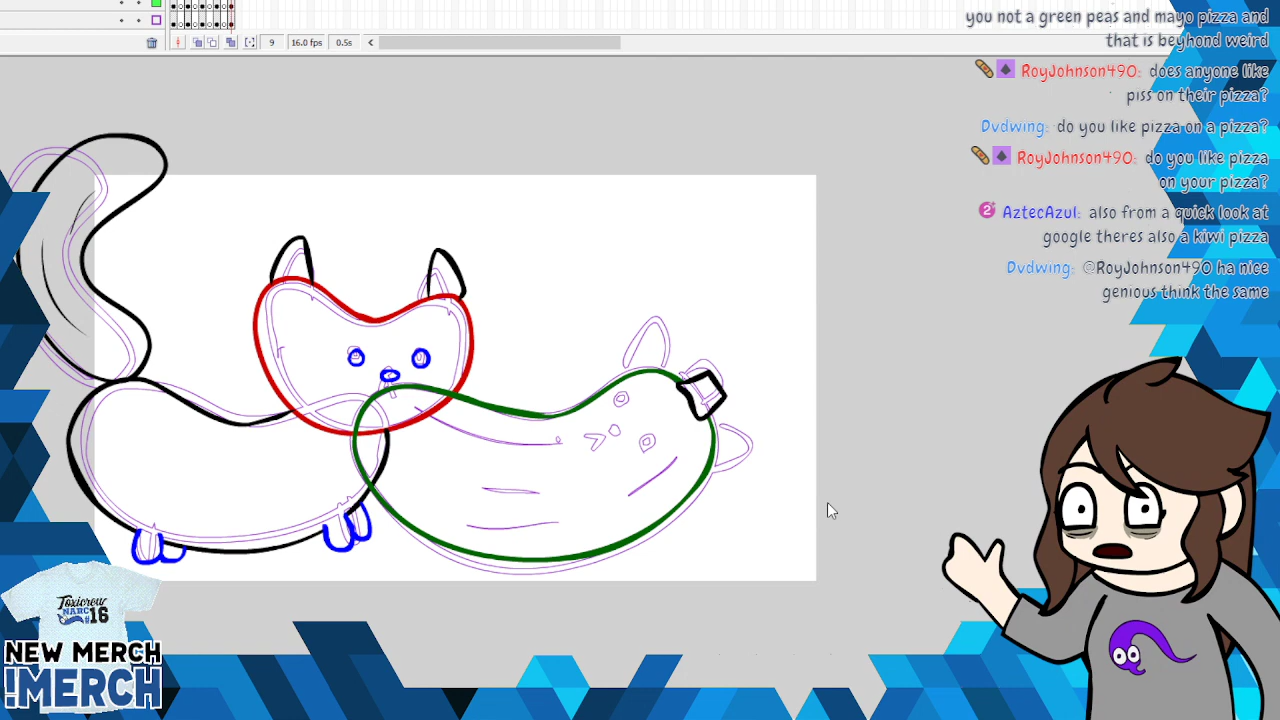 you not a green peas and mayo pizza and
that is beyhond weird
RoyJohnson490: does anyone like
piss on their pizza?
Dvdwing: do you like pizza on a pizza?
RoyJohnson490: do you like pizza
on your pizza?
2 AztecAzul: also from a quick look at
google theres also a kiwi pizza
Dvdwing: @RoyJohnson490 ha nice
genious think the same
9 16.0 fps 0.5s
Toxicrow
NARC
#16
NEW MERCH
!MERCH